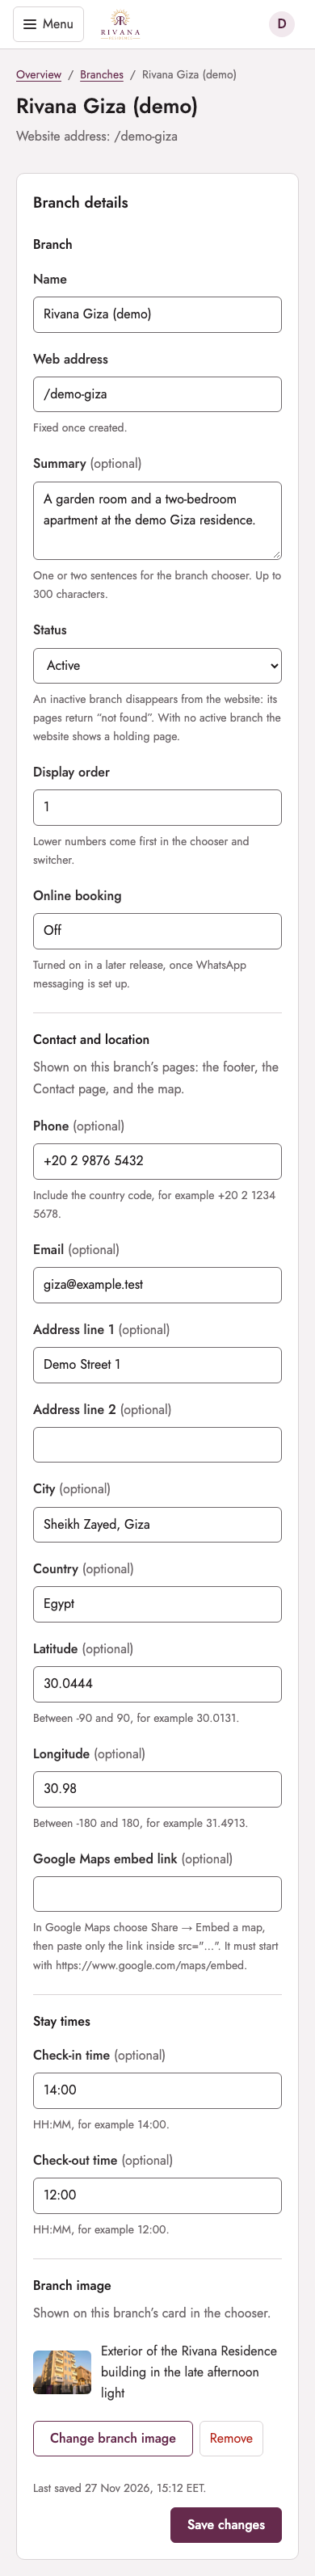 Menu
RIVANA
D
Overview / Branches / Rivana Giza (demo)
Rivana Giza (demo)
Website address: /demo-giza
Branch details
Branch
Name
Rivana Giza (demo)
Web address
/demo-giza
Fixed once created.
Summary (optional)
A garden room and a two-bedroom
apartment at the demo Giza residence.
One or two sentences for the branch chooser. Up to
300 characters.
Status
Active
An inactive branch disappears from the website: its
pages return “not found”. With no active branch the
website shows a holding page.
Display order
1
Lower numbers come first in the chooser and
switcher.
Online booking
Off
Turned on in a later release, once WhatsApp
messaging is set up.
Contact and location
Shown on this branch’s pages: the footer, the
Contact page, and the map.
Phone (optional)
+20 2 9876 5432
Include the country code, for example +20 2 1234
5678.
Email (optional)
giza@example.test
Address line 1 (optional)
Demo Street 1
Address line 2 (optional)
City (optional)
Sheikh Zayed, Giza
Country (optional)
Egypt
Latitude (optional)
30.0444
Between -90 and 90, for example 30.0131.
Longitude (optional)
30.98
Between -180 and 180, for example 31.4913.
Google Maps embed link (optional)
In Google Maps choose Share → Embed a map,
then paste only the link inside src="…". It must start
with https://www.google.com/maps/embed.
Stay times
Check-in time (optional)
14:00
HH:MM, for example 14:00.
Check-out time (optional)
12:00
HH:MM, for example 12:00.
Branch image
Shown on this branch’s card in the chooser.
Exterior of the Rivana Residence
building in the late afternoon
light
Change branch image
Remove
Last saved 27 Nov 2026, 15:12 EET.
Save changes